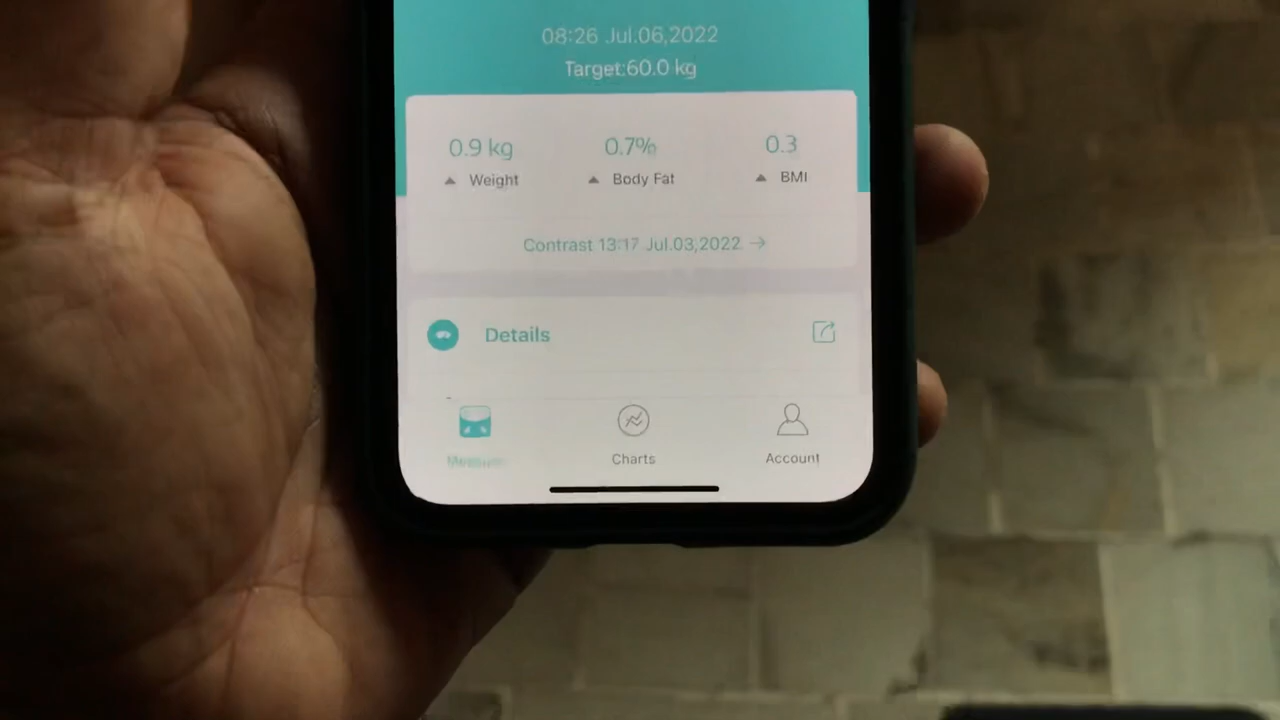 08:26 Jul.06,2022
Target:60.0 kg
0.9 kg 0.7% 0.3
Weight Body Fat BMI
Contrast 13:17 Jul.03,2022
Details
Charts Account